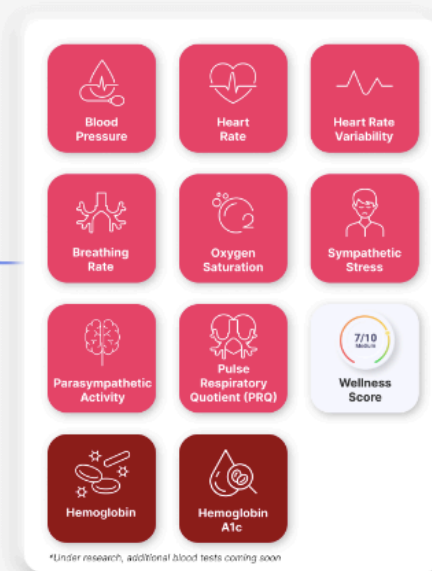 Blood
Pressure
Heart
Rate
Heart Rate
Variability
Breathing
Rate
Oxygen
Saturation
Sympathetic
Stress
Parasympathetic
Activity
Pulse
Respiratory
Quotient (PRQ)
7/10
Medium
Wellness
Score
Hemoglobin
Hemoglobin
A1c
*Under research, additional blood tests coming soon